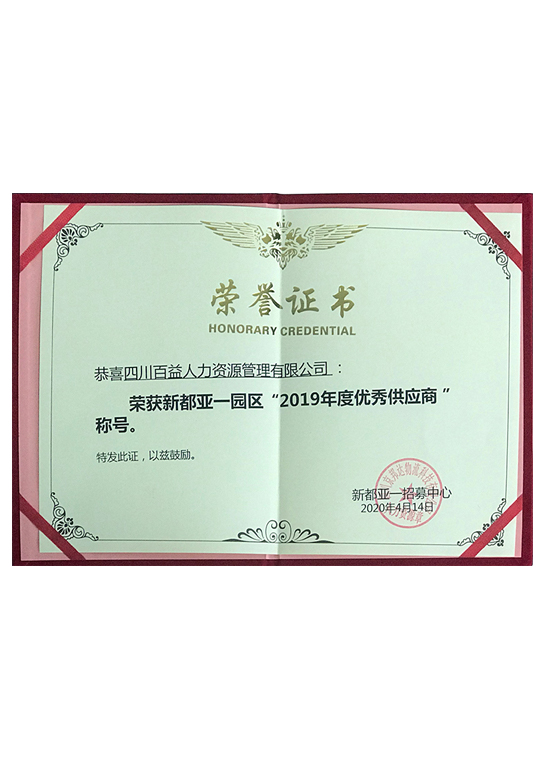 荣誉证书
HONORARY CREDENTIAL
恭喜四川百益人力资源管理有限公司：
荣获新都亚一园区“2019年度优秀供应商”
称号。
特发此证，以兹鼓励。
新都亚一招募中心
2020年4月14日